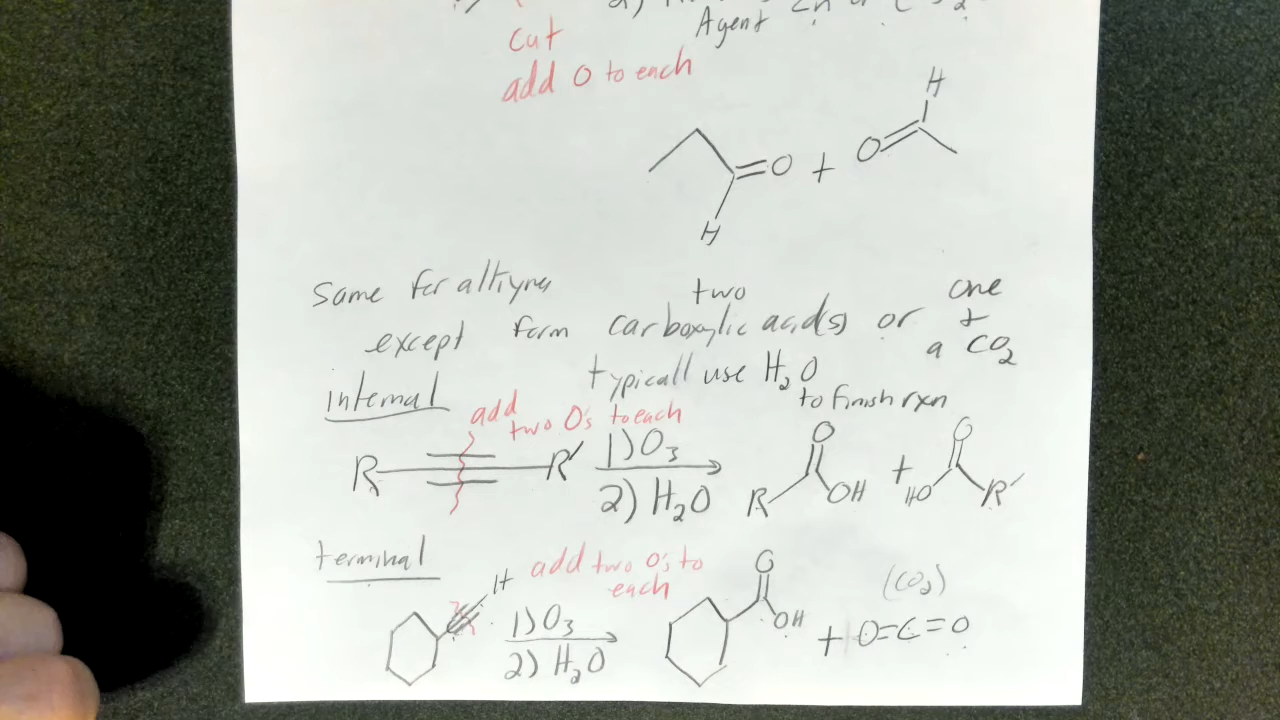 cut
Agent
add O to each
H
O + O
H
Same for alkynes
except form two carboxylic acid(s) or one + a CO2
typicall use H2O
to finish rxn
internal
add two O's to each
R R' 1) O3
2) H2O
O O
R OH + HO R'
terminal
add two O's to each
H 1) O3
2) H2O
O
OH + O=C=O
(CO2)